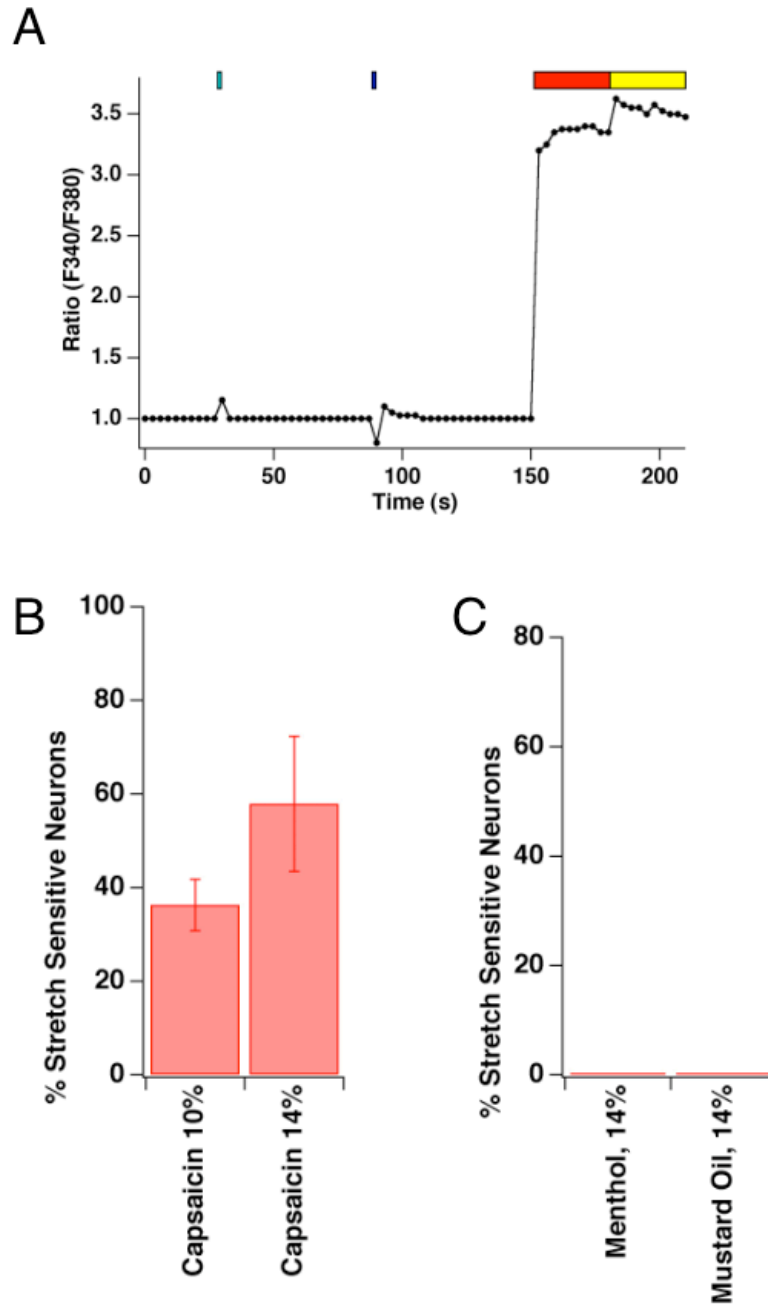 A
Ratio (F340/F380)
3.5
3.0
2.5
2.0
1.5
1.0
0 50 100 150 200
Time (s)
B
% Stretch Sensitive Neurons
100
80
60
40
20
0
Capsaicin 10%
Capsaicin 14%
C
% Stretch Sensitive Neurons
80
60
40
20
0
Menthol, 14%
Mustard Oil, 14%